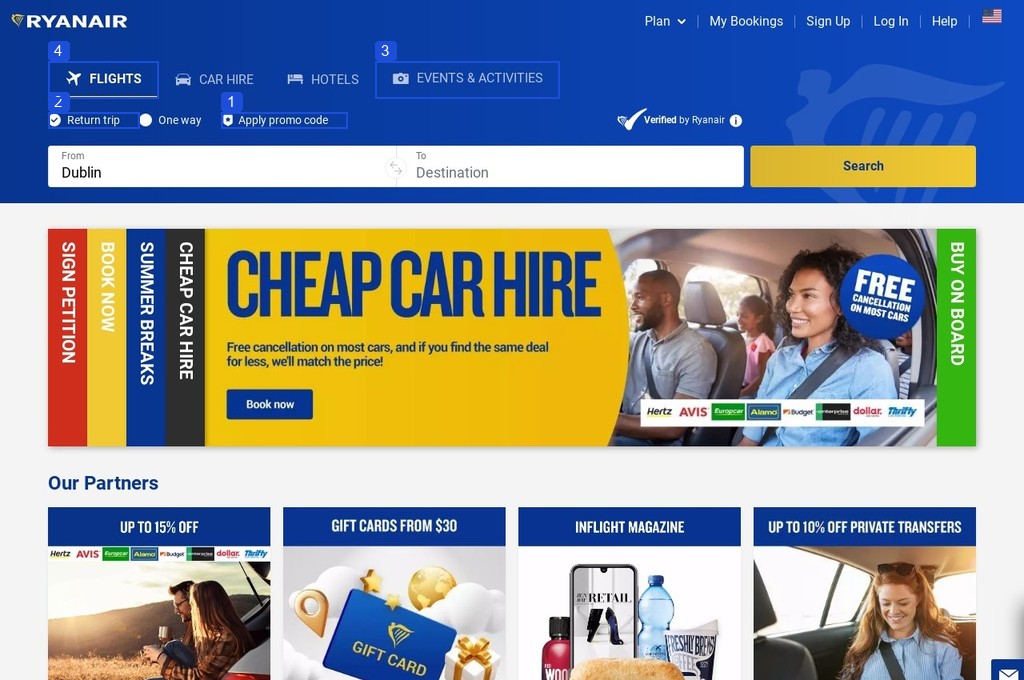 RYANAIR
Plan
My Bookings
Sign Up
Log In
Help
4
3
FLIGHTS
CAR HIRE
HOTELS
EVENTS & ACTIVITIES
2
1
Return trip
One way
Apply promo code
Verified by Ryanair
i
From
Dublin
To
Destination
Search
SIGN PETITION
BOOK NOW
SUMMER BREAKS
CHEAP CAR HIRE
CHEAP CAR HIRE
Free cancellation on most cars, and if you find the same deal
for less, we'll match the price!
Book now
FREE
CANCELLATION
ON MOST CARS
Hertz AVIS Europcar Alamo Budget enterprise dollar. Thrifty
BUY ON BOARD
Our Partners
UP TO 15% OFF
Hertz AVIS Europcar Alamo Budget enterprise dollar. Thrifty
GIFT CARDS FROM $30
GIFT CARD
INFLIGHT MAGAZINE
RETAIL
UP TO 10% OFF PRIVATE TRANSFERS